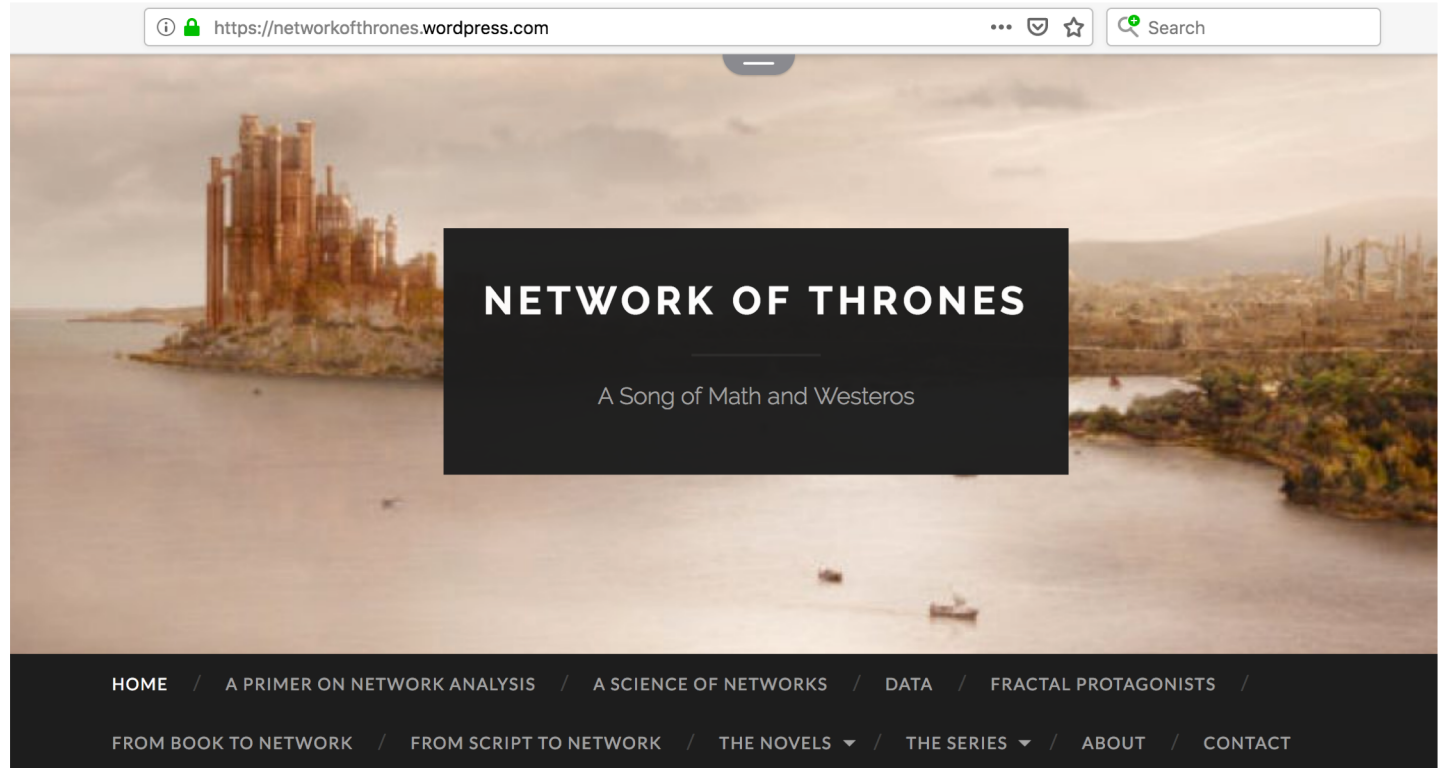 https://networkofthrones.wordpress.com
Search
NETWORK OF THRONES
A Song of Math and Westeros
HOME / A PRIMER ON NETWORK ANALYSIS / A SCIENCE OF NETWORKS / DATA / FRACTAL PROTAGONISTS /
FROM BOOK TO NETWORK / FROM SCRIPT TO NETWORK / THE NOVELS / THE SERIES / ABOUT / CONTACT